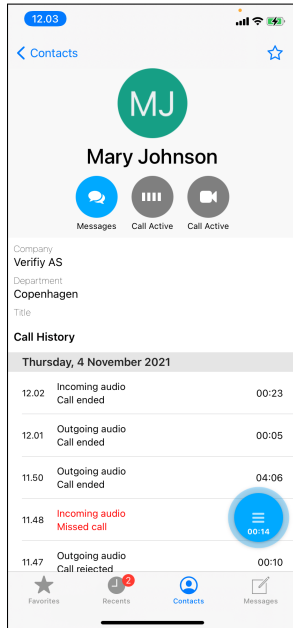 12.03
Contacts
MJ
Mary Johnson
Messages Call Active Call Active
Company
Verifiy AS
Department
Copenhagen
Title
Call History
Thursday, 4 November 2021
12.02 Incoming audio 00:23
Call ended
12.01 Outgoing audio 00:05
Call ended
11.50 Outgoing audio 04:06
Call ended
11.48 Incoming audio
Missed call
00:14
11.47 Outgoing audio 00:10
Call rejected
2
Favorites Recents Contacts Messages